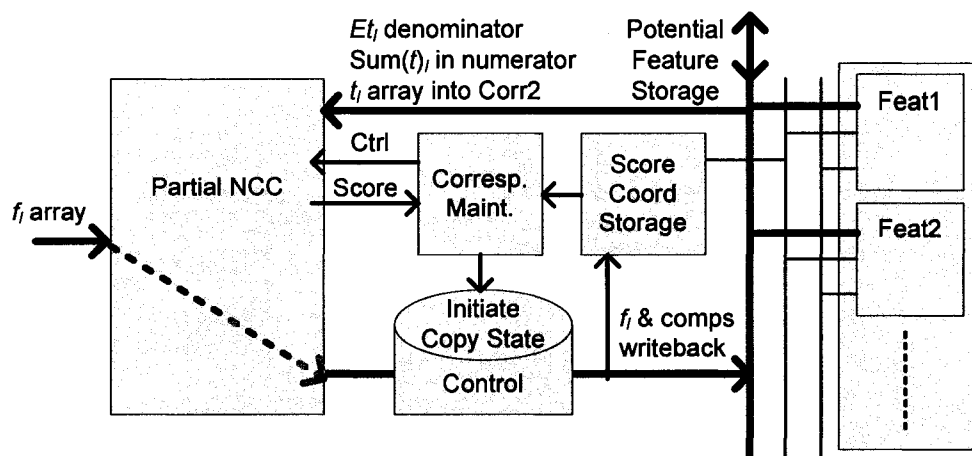 Et_l denominator
Sum(t)_l in numerator
t_l array into Corr2
Potential
Feature
Storage
Feat1
Ctrl
Partial NCC
Score
Corresp.
Maint.
Score
Coord
Storage
f_l array
Feat2
Initiate
Copy State
Control
f_l & comps
writeback